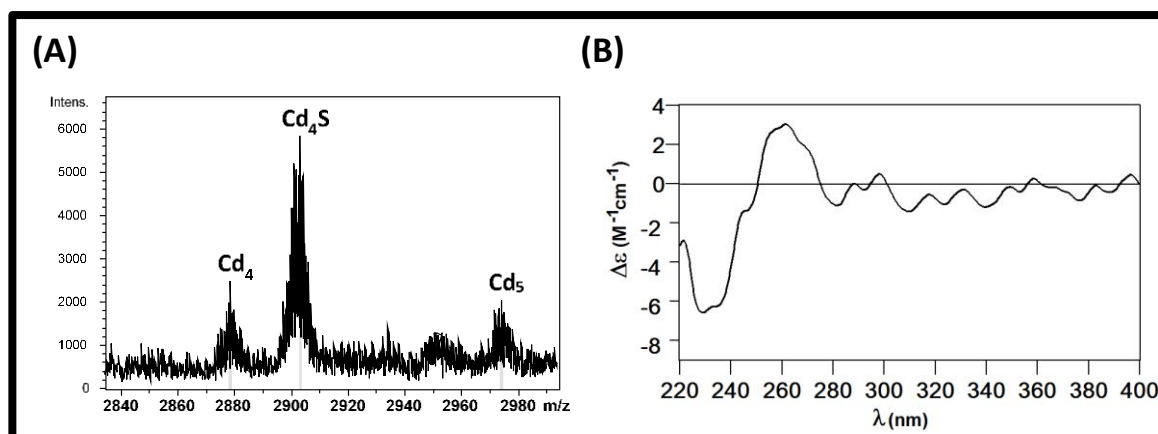 (A)
Intens.
6000
5000
4000
3000
2000
1000
0
Cd₄
Cd₄S
Cd₅
2840 2860 2880 2900 2920 2940 2960 2980 m/z
(B)
Δε (M⁻¹cm⁻¹)
4
2
0
-2
-4
-6
-8
220 240 260 280 300 320 340 360 380 400
λ(nm)